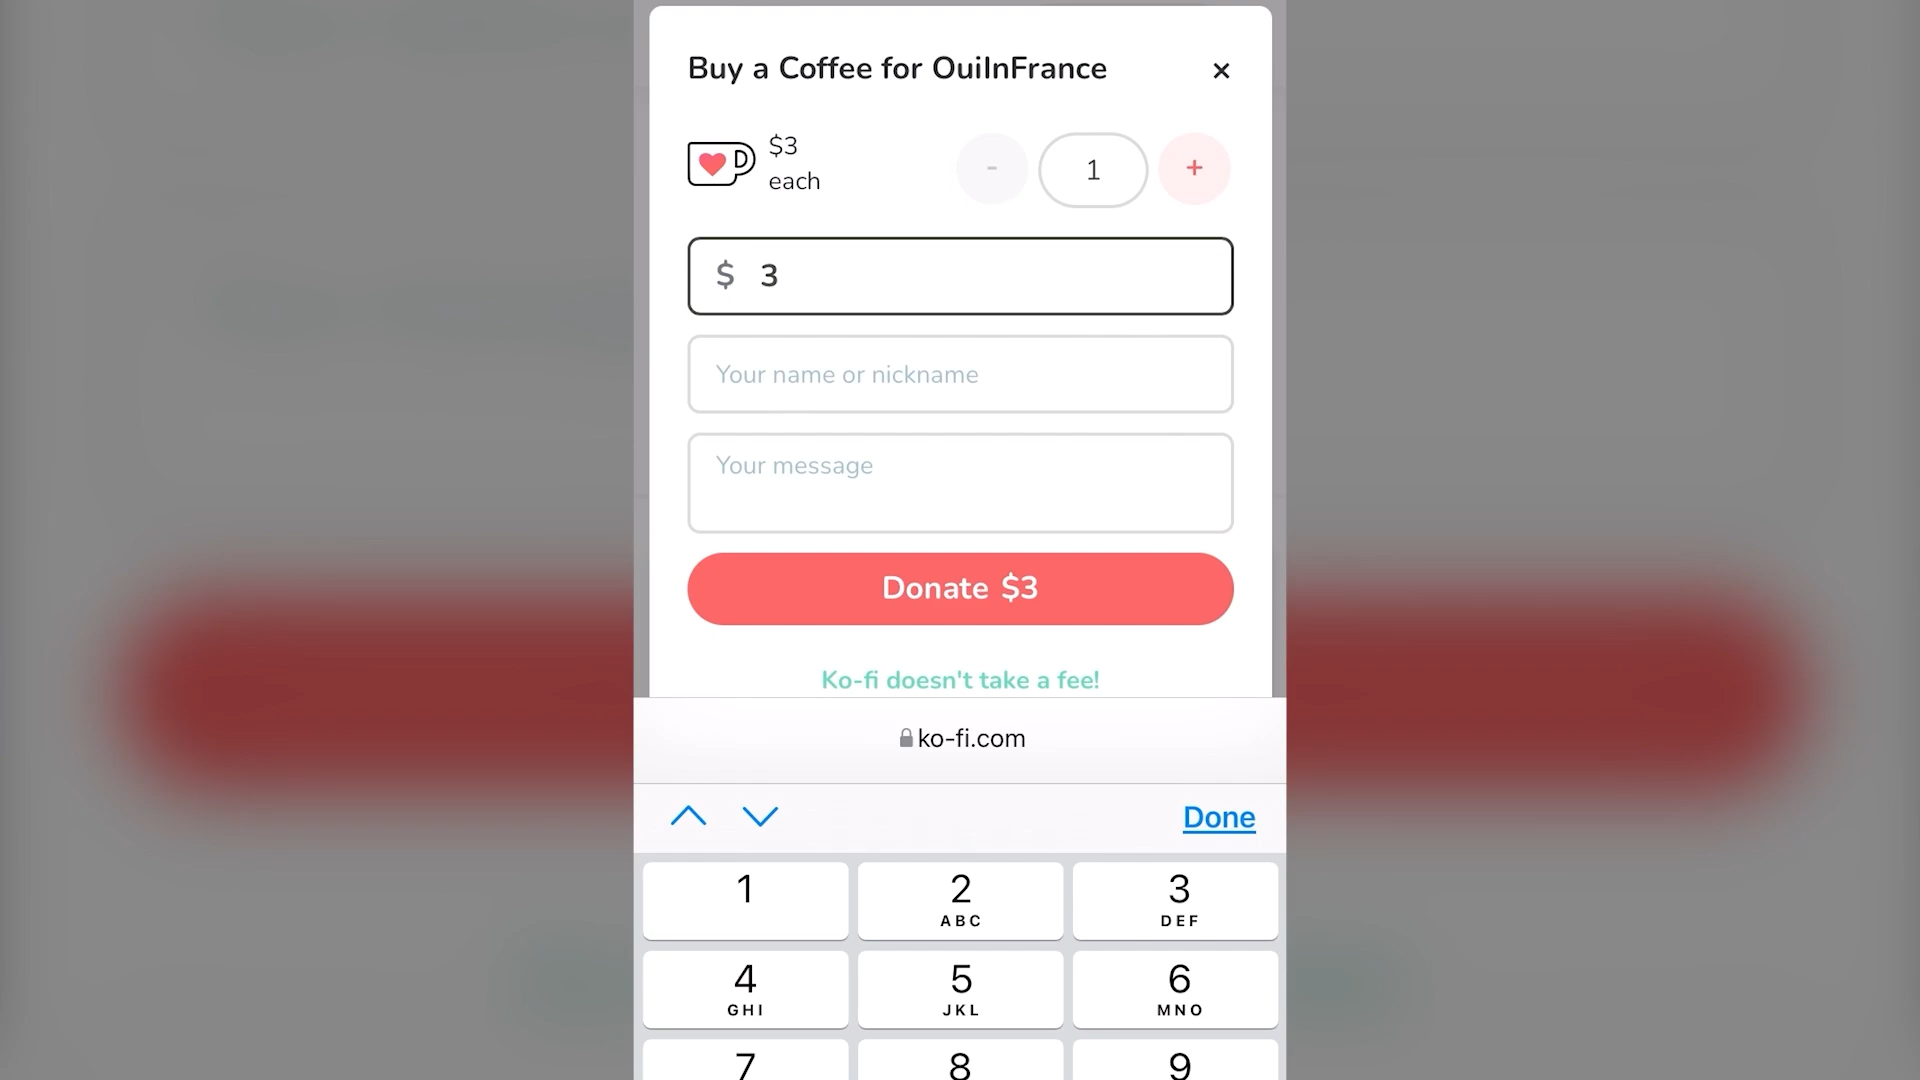 Buy a Coffee for OuiInFrance
×
$3
each
-
1
+
$ 3
Your name or nickname
Your message
Donate $3
Ko-fi doesn't take a fee!
ko-fi.com
Done
1
2
3
ABC
DEF
4
5
6
GHI
JKL
MNO
7
8
9